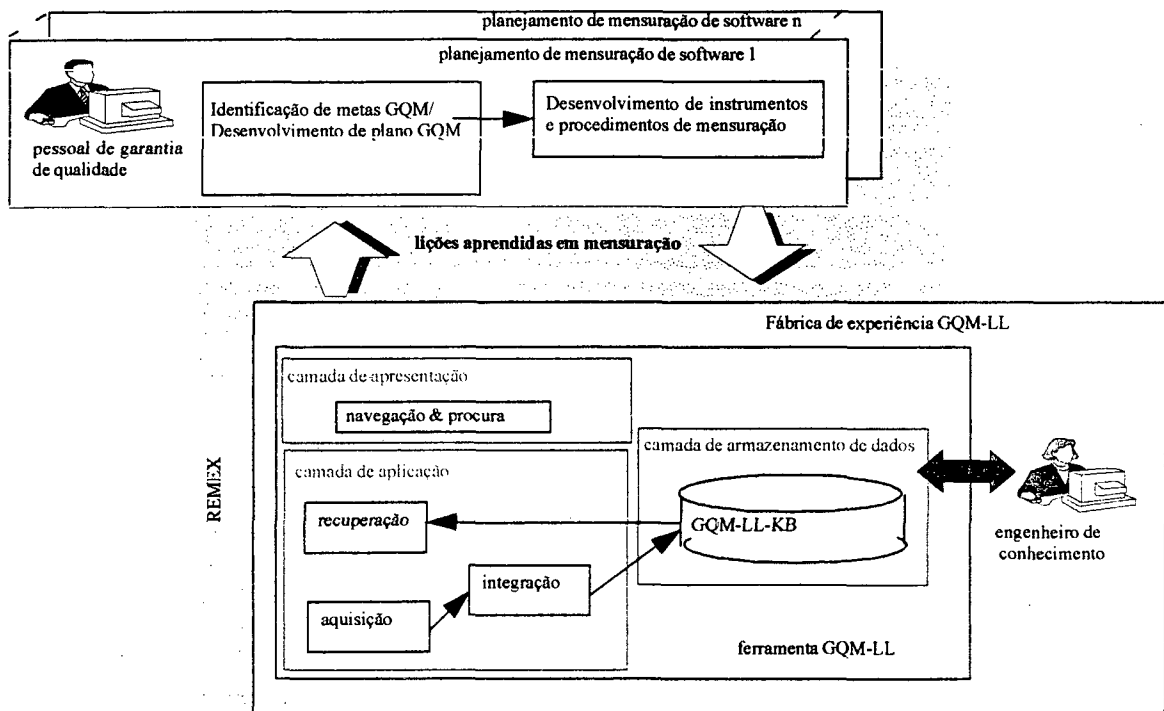 planejamento de mensuração de software n
planejamento de mensuração de software 1
pessoal de garantia
de qualidade
Identificação de metas GQM/
Desenvolvimento de plano GQM
Desenvolvimento de instrumentos
e procedimentos de mensuração
lições aprendidas em mensuração
REMEX
Fábrica de experiência GQM-LL
camada de apresentação
navegação & procura
camada de aplicação
recuperação
integração
aquisição
camada de armazenamento de dados
GQM-LL-KB
ferramenta GQM-LL
engenheiro de
conhecimento